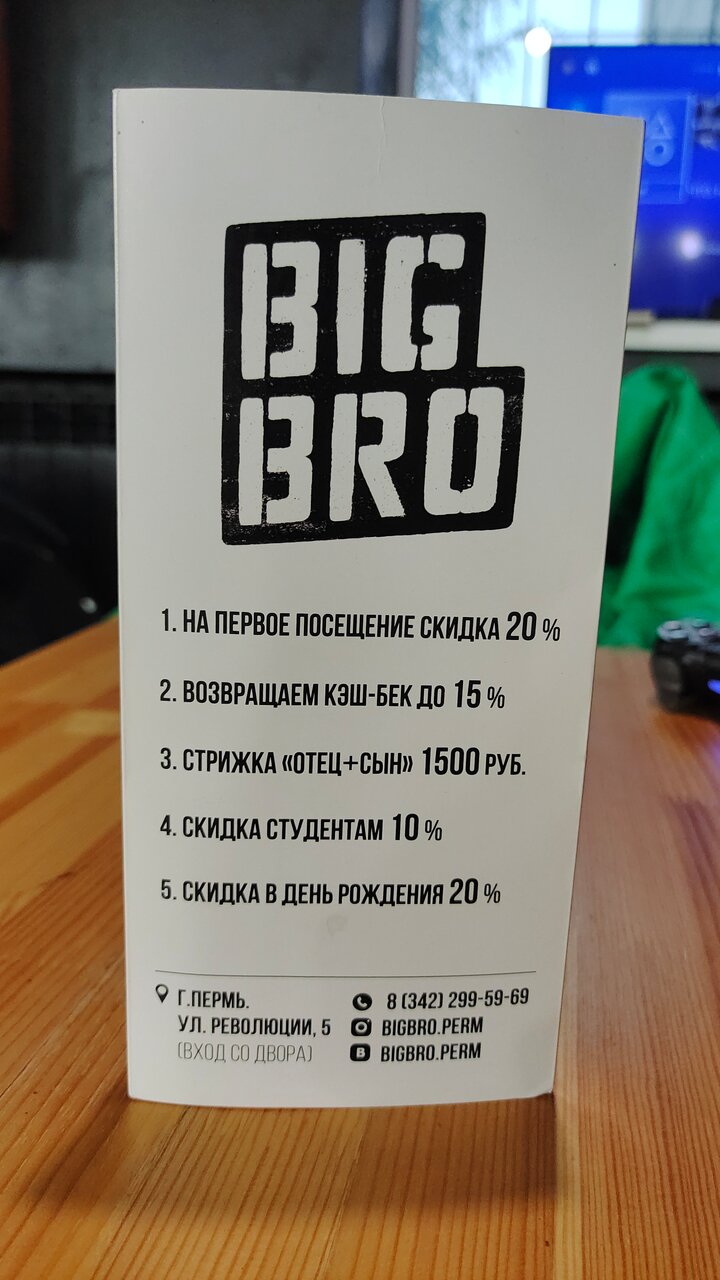 BIG
BRO
1. НА ПЕРВОЕ ПОСЕЩЕНИЕ СКИДКА 20 %
2. ВОЗВРАЩАЕМ КЭШ-БЕК ДО 15 %
3. СТРИЖКА «ОТЕЦ+СЫН» 1500 РУБ.
4. СКИДКА СТУДЕНТАМ 10 %
5. СКИДКА В ДЕНЬ РОЖДЕНИЯ 20 %
Г.ПЕРМЬ.
УЛ. РЕВОЛЮЦИИ, 5
(ВХОД СО ДВОРА)
8 (342) 299-59-69
BIGBRO.PERM
BIGBRO.PERM